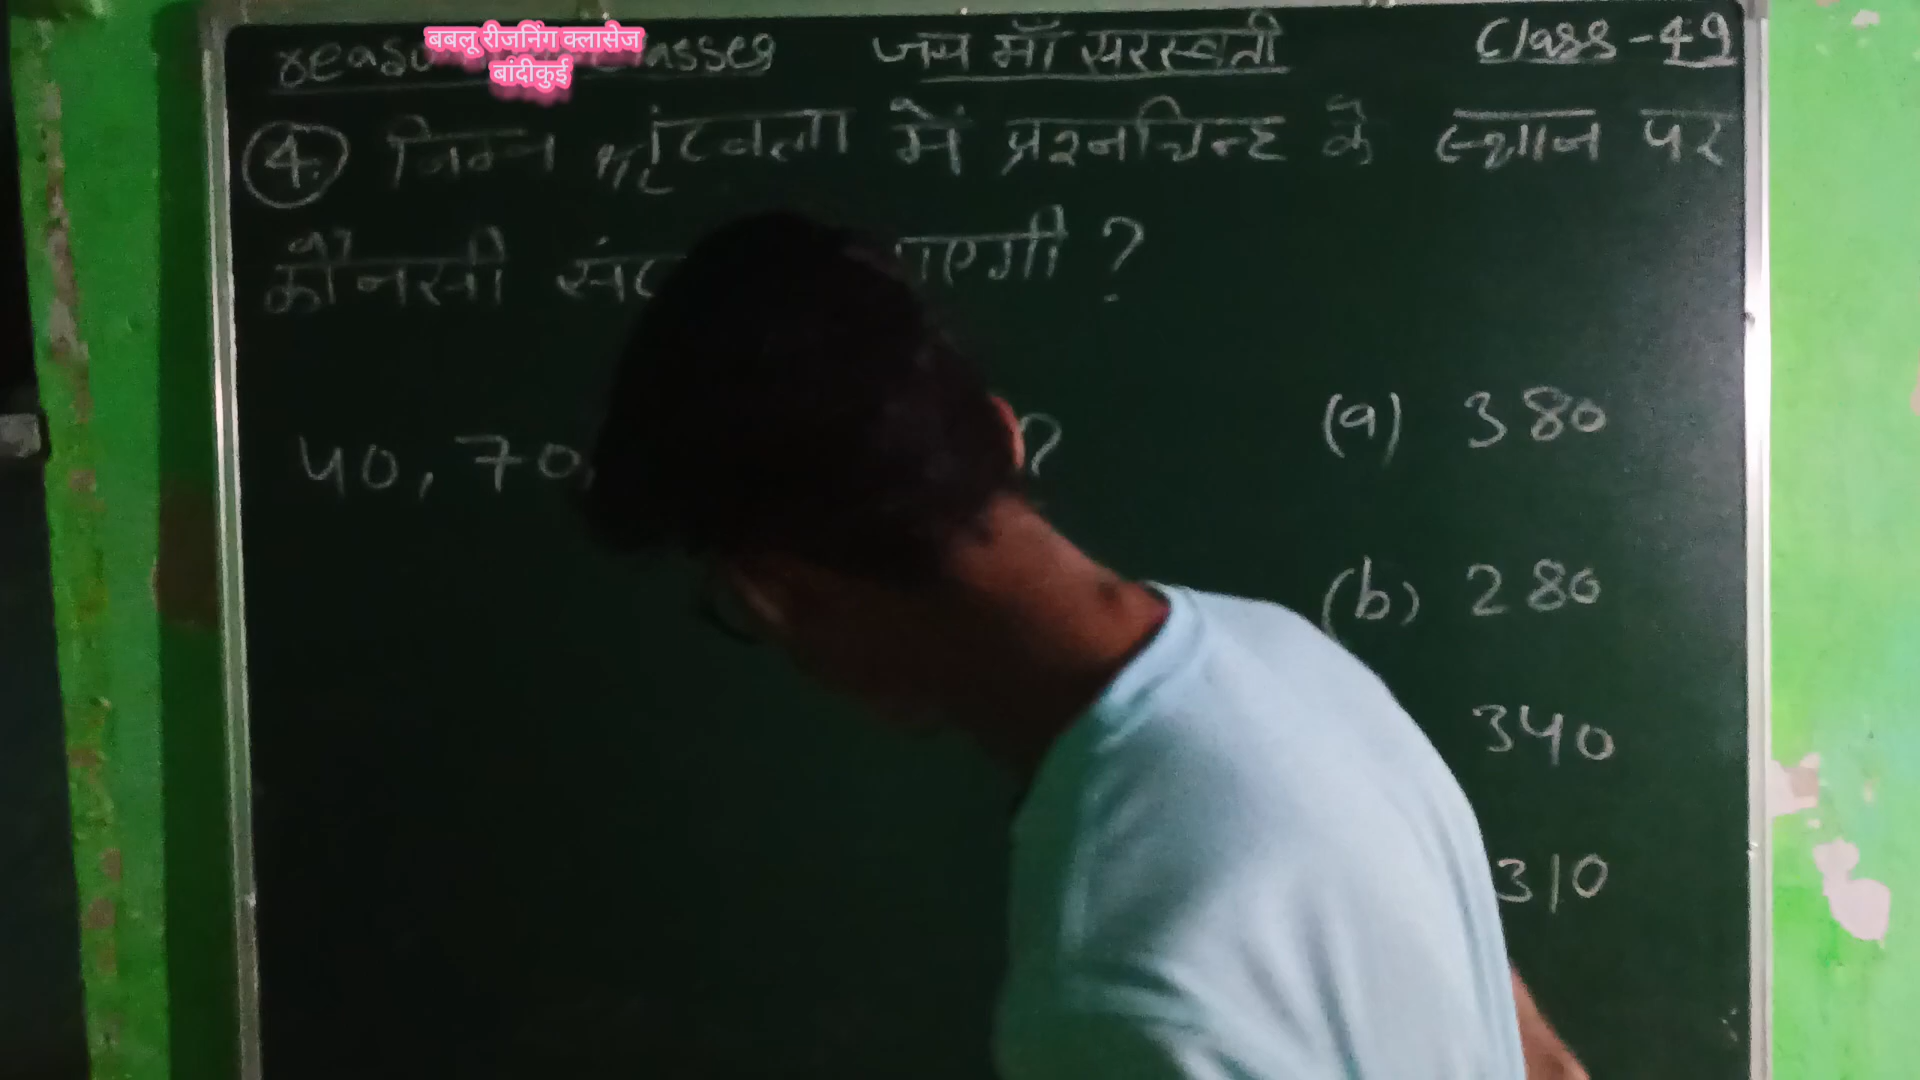 बबलू रीजनिंग क्लासेज
बांदीकुई
जय माँ सरस्वती
Class-49
4. निम्न श्रृंखला में प्रश्नचिन्ह के स्थान पर
कौनसी ?
40, 70, ?
(a) 380
(b) 280
340
310